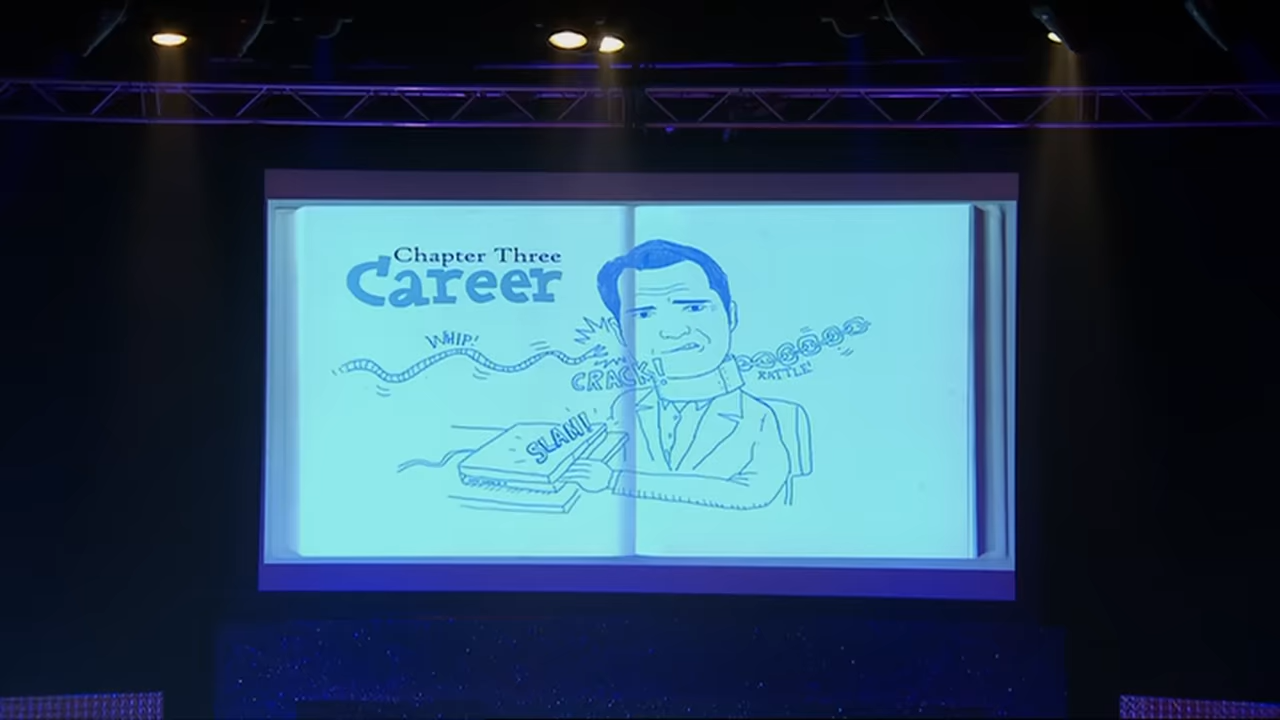 Chapter Three
Career
WHIP!
CRACK!
RATTLE!
SLAM!